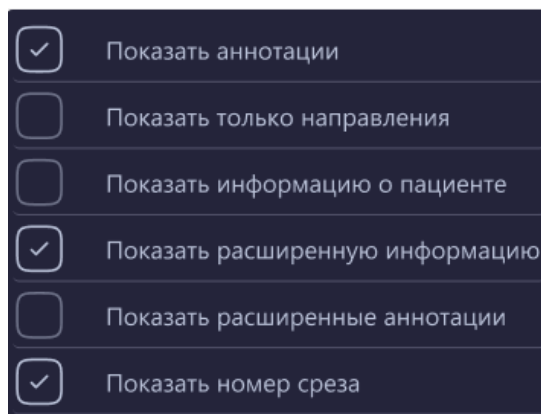 Показать аннотации
Показать только направления
Показать информацию о пациенте
Показать расширенную информацию
Показать расширенные аннотации
Показать номер среза